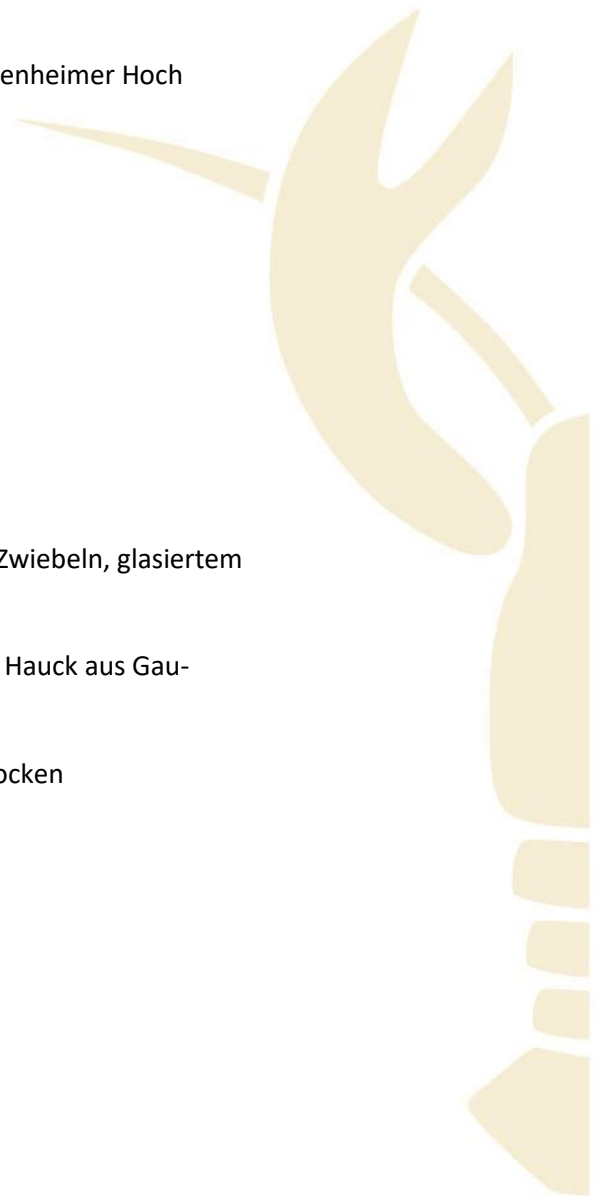 enheimer Hoch
Zwiebeln, glasiertem
Hauck aus Gau-
ocken